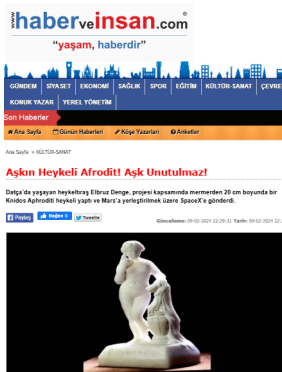 www.haberveinsan.com
“yaşam, haberdir”
GÜNDEM SİYASET EKONOMİ SAĞLIK SPOR EĞİTİM KÜLTÜR-SANAT ÇEVRE
KONUK YAZAR YEREL YÖNETİM
Son Haberler
Ana Sayfa Günün Haberleri Köşe Yazarları Anketler
Ana Sayfa » KÜLTÜR-SANAT
Aşkın Heykeli Afrodit! Aşk Unutulmaz!
Datça'da yaşayan heykeltıraş Elbruz Denge, projesi kapsamında mermerden 20 cm boyunda bir
Knidos Aphroditi heykeli yaptı ve Mars'a yerleştirilmek üzere SpaceX'e gönderdi.
Paylaş Beğen Tweetle
Güncelleme: 09-02-2024 22:29:31 Tarih: 09-02-2024 22: